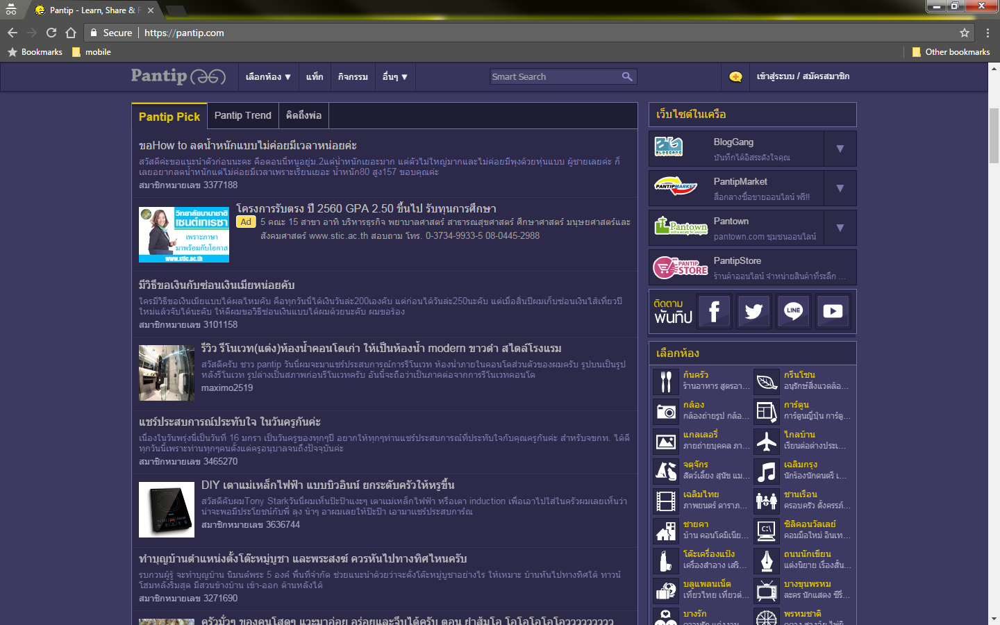 Pantip - Learn, Share &
Secure
https://pantip.com
Bookmarks
mobile
Other bookmarks
Pantip
เลือกห้อง ▼
แท็ก
กิจกรรม
อื่นๆ ▼
Smart Search
เข้าสู่ระบบ / สมัครสมาชิก
Pantip Pick
Pantip Trend
คิดถึงพ่อ
ขอHow to ลดน้ำหนักแบบไม่ค่อยมีเวลาหน่อยค่ะ
สวัสดีค่ะขอแนะนำตัวก่อนนะคะ คือตอนนี้หนูอยู่ม.2แต่น้ำหนักเยอะมาก แต่ตัวไม่ใหญ่มากและไม่ค่อยมีพุงด้วยหุ่นแบบ ผู้ชายเลยค่ะ ก็
เลยอยากลดน้ำหนักแต่ไม่ค่อยมีเวลาเพราะเรียนเยอะ น้ำหนัก80 สูง157 ขอบคุณค่ะ
สมาชิกหมายเลข 3377188
วิทยาลัยนานาชาติ
เซนต์เทเรซา
เพราะภาษา
มาพร้อมกับโอกาส
www.stic.ac.th
โครงการรับตรง ปี 2560 GPA 2.50 ขึ้นไป รับทุนการศึกษา
Ad
5 คณะ 15 สาขา อาทิ บริหารธุรกิจ พยาบาลศาสตร์ สาธารณสุขศาสตร์ ศึกษาศาสตร์ มนุษยศาสตร์และ
สังคมศาสตร์ www.stic.ac.th สอบถาม โทร. 0-3734-9933-5 08-0445-2988
มีวิธีขอเงินกับซ่อนเงินเมียหน่อยคับ
ใครมีวิธีขอเงินเมียแบบได้ผลไหมคับ คือทุกวันนี้ได้เงินวันล่ะ200เองคับ แต่ก่อนได้วันล่ะ250นะคับ แต่เมื่อสิ้นปีผมเก็บซ่อนเงินไส้เที่ยวปี
ใหม่แล้วจับได้นะคับ ให้ดีผมขอวิธีซ่อนเงินแบบได้ผมด้วยนะคับ ผมขอร้อง
สมาชิกหมายเลข 3101158
รีวิว รีโนเวท(แต่ง)ห้องน้ำคอนโดเก่า ให้เป็นห้องน้ำ modern ขาวดำ สไตล์โรงแรม
สวัสดีครับ ชาว pantip วันนี้ผมจะมาแชร์ประสบการณ์การรีโนเวท ห้องน้ำภายในคอนโดส่วนตัวของผมครับ รูปบนเป็นรูป
หลังรีโนเวท รูปล่างเป็นสภาพก่อนรีโนเวทครับ อันนี้จะถือว่าเป็นภาคต่อจากการรีโนเวทคอนโด
maximo2519
แชร์ประสบการณ์ประทับใจ ในวันครูกันค่ะ
เนื่องในวันพรุ่งนี้เป็นวันที่ 16 มกรา เป็นวันครูของทุกๆปี อยากให้ทุกๆท่านแชร์ประสบการณ์ที่ประทับใจกับคุณครูกันค่ะ สำหรับจขกท. ได้ดี
ทุกวันนี้เพราะท่านทุกๆคนตั้งแต่ครูอนุบาลจนถึงปัจจุบันค่ะ
สมาชิกหมายเลข 3465270
DIY เตาแม่เหล็กไฟฟ้า แบบบิวอินน์ ยกระดับครัวให้หรูขึ้น
สวัสดีคับผมTony Starkวันนี้ผมเห็นป๊ะป๊าแงะๆ เตาแม่เหล็กไฟฟ้า หรือเตา induction เพื่อเอาไปใส่ในครัวผมเลยเห็นว่า
น่าจะพอมีประโยชน์กับพี่ ลุง น้าๆ อาผมเลยให้ป๊ะป๊า เอามาแชร์ประสบการ์ณ
สมาชิกหมายเลข 3636744
ทำบุญบ้านตำแหน่งตั้งโต๊ะหมู่บูชา และพระสงฆ์ ควรหันไปทางทิศไหนครับ
รบกวนผู้รู้ จะทำบุญบ้าน นิมนต์พระ 5 องค์ พื้นที่จำกัด ช่วยแนะนำด้วยว่าจะตั้งโต๊ะหมู่บูชาอย่างไร ให้เหมาะ บ้านหันไปทางทิศใต้ ทาวน์
โฮมหลังริมสุด มีสวนข้างบ้าน เข้า-ออก ด้านหลังได้
สมาชิกหมายเลข 3271690
ครัวมั่วๆ ของคนโสดๆ แวะมาอ่อย อร่อยและจีบได้ครับ ตอน ยำส้มโอ โอโอโอโอโอวววววววววว
เว็บไซต์ในเครือ
BLOGGANG
BlogGang
บันทึกได้อิสระดั่งใจคุณ
▼
PANTIPMARKET
PantipMarket
สื่อกลางซื้อขายออนไลน์ ฟรี!!
▼
Pantown
Pantown
pantown.com ชุมชนออนไลน์
▼
PANTIP STORE
PantipStore
ร้านค้าออนไลน์ จำหน่ายสินค้าที่ระลึก ...
ติดตาม
พันทิป
LINE
เลือกห้อง
ก้นครัว
ร้านอาหาร สูตรอา...
กรีนโซน
อนุรักษ์สิ่งแวดล้อ...
กล้อง
กล้องถ่ายรูป กล้อ...
การ์ตูน
การ์ตูนญี่ปุ่น การ์ตู...
แกลเลอรี่
ภายถ่ายบุคคล ภา...
ไกลบ้าน
เรียนต่อต่างประเ...
จตุจักร
สัตว์เลี้ยง สุนัข แม...
เฉลิมกรุง
นักร้องนักดนตรี เ...
เฉลิมไทย
ภาพยนตร์ ดาราภ...
ชานเรือน
ครอบครัว ตั้งครรภ์...
ชายคา
บ้าน คอนโดมิเนีย...
C:\
ซิลิคอนวัลเลย์
คอมมือใหม่ อินเท...
โต๊ะเครื่องแป้ง
เครื่องสำอาง เสริ...
ถนนนักเขียน
แต่งนิยาย เรื่องสั้น...
บลูแพลนเน็ต
เที่ยวไทย เที่ยวต่...
บางขุนพรหม
ละคร นักแสดง ซีรี่...
บางรัก
พรหมชาติ